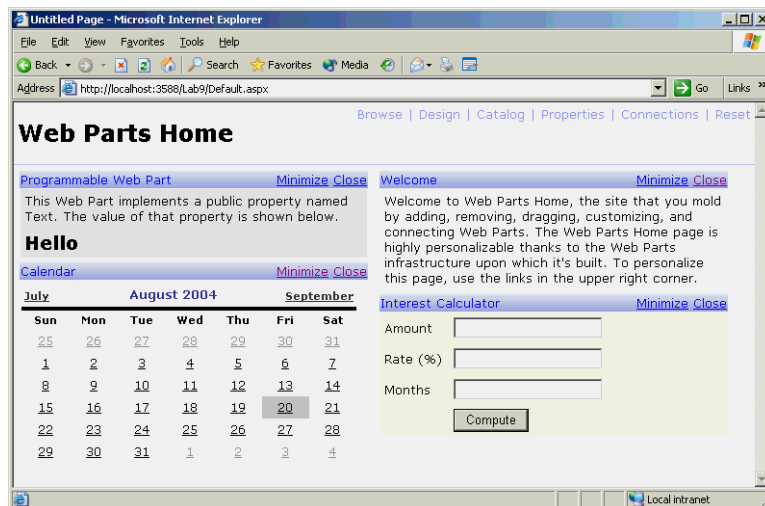 Untitled Page - Microsoft Internet Explorer
File Edit View Favorites Tools Help
Back Search Favorites Media
Address http://localhost:3588/Lab9/Default.aspx Go Links »
Browse | Design | Catalog | Properties | Connections | Reset
Web Parts Home
Programmable Web Part Minimize Close
This Web Part implements a public property named
Text. The value of that property is shown below.
Hello
Calendar Minimize Close
July August 2004 September
Sun Mon Tue Wed Thu Fri Sat
25 26 27 28 29 30 31
1 2 3 4 5 6 7
8 9 10 11 12 13 14
15 16 17 18 19 20 21
22 23 24 25 26 27 28
29 30 31 1 2 3 4
Welcome Minimize Close
Welcome to Web Parts Home, the site that you mold
by adding, removing, dragging, customizing, and
connecting Web Parts. The Web Parts Home page is
highly personalizable thanks to the Web Parts
infrastructure upon which it's built. To personalize
this page, use the links in the upper right corner.
Interest Calculator Minimize Close
Amount
Rate (%)
Months
Compute
Local intranet